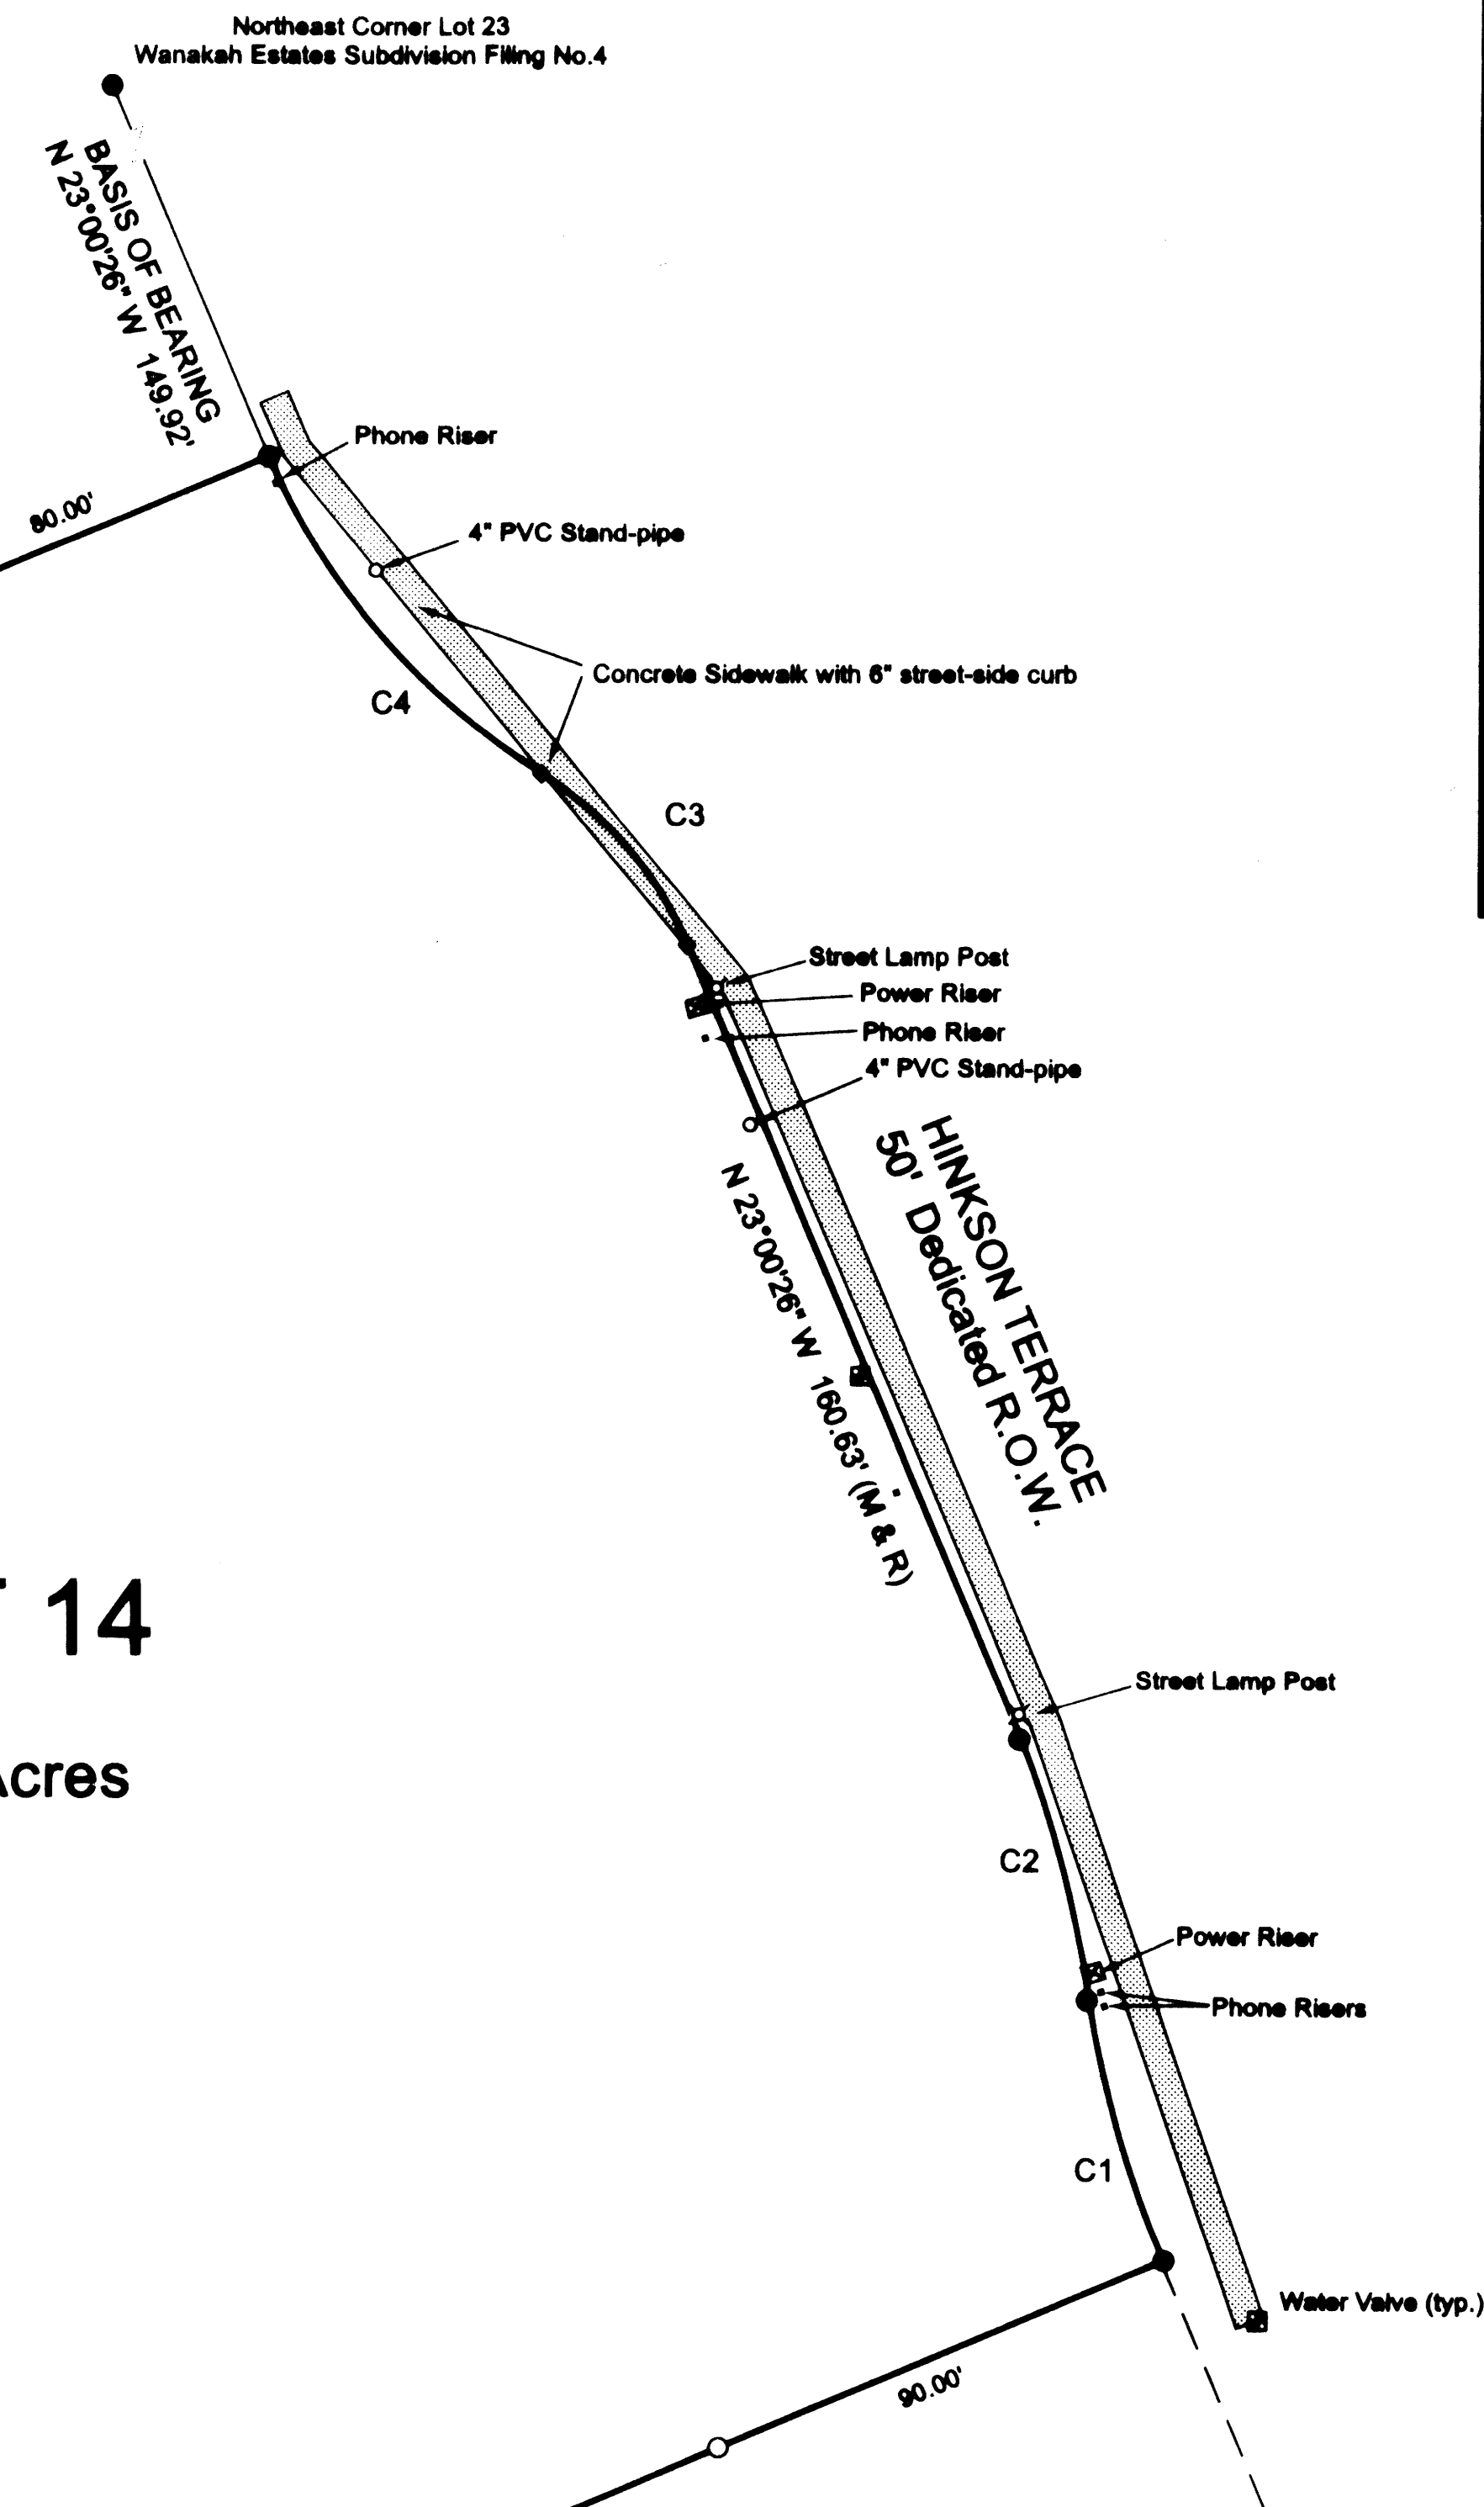 Northeast Corner Lot 23
Wanakah Estates Subdivision Filing No.4
BASIS OF BEARING
N 23°00'26" W 149.92'
Phone Riser
80.00'
4" PVC Stand-pipe
Concrete Sidewalk with 6" street-side curb
C4
C3
Street Lamp Post
Power Riser
Phone Riser
4" PVC Stand-pipe
HINKSON TERRACE
50' Dedicated R.O.W.
N 23°00'26" W 160.63' (M & R)
14
Street Lamp Post
Acres
C2
Power Riser
Phone Risers
C1
Water Valve (typ.)
90.00'